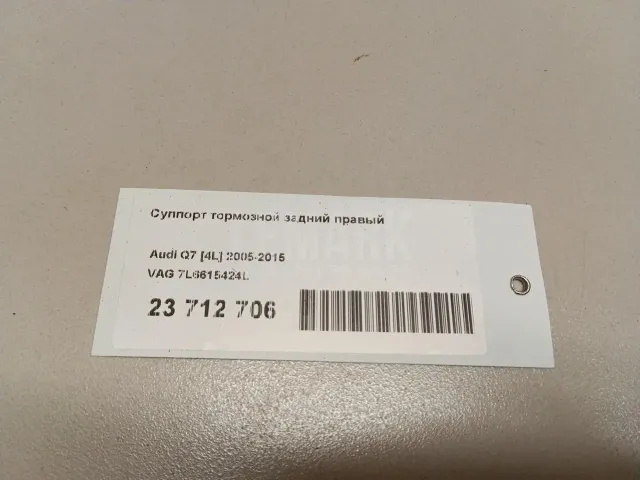 Суппорт тормозной задний правый
Audi Q7 [4L] 2005-2015
VAG 7L6615424L
23 712 706